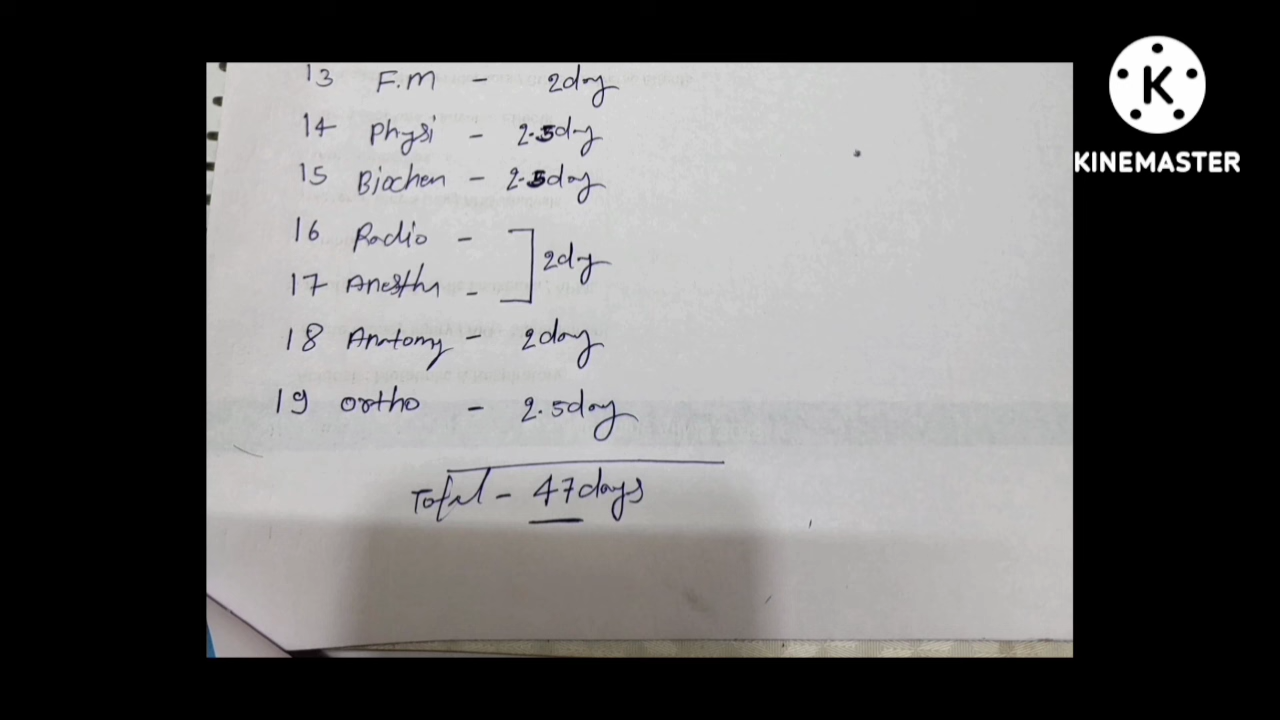 13 F.M - 2day
14 Physi - 2.5day
15 Biochem - 2.5day
16 Radio -
17 Anesth -
] 2day
18 Anatomy - 2day
19 Ortho - 2.5day
Total - 47days
K
KINEMASTER